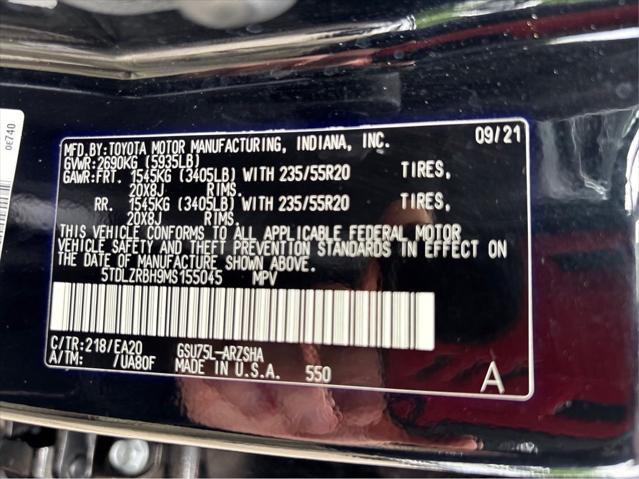 0E740
MFD.BY:TOYOTA MOTOR MANUFACTURING, INDIANA, INC. 09/21
GVWR:2690KG (5935LB)
GAWR:FRT. 1545KG (3405LB) WITH 235/55R20 TIRES,
20X8J RIMS.
RR. 1545KG (3405LB) WITH 235/55R20 TIRES,
20X8J RIMS.
THIS VEHICLE CONFORMS TO ALL APPLICABLE FEDERAL MOTOR
VEHICLE SAFETY AND THEFT PREVENTION STANDARDS IN EFFECT ON
THE DATE OF MANUFACTURE SHOWN ABOVE.
5TDLZRBH9MS155045 MPV
C/TR:218/EA20 GSU75L-ARZSHA
A/TM: /UA80F MADE IN U.S.A. 550 A